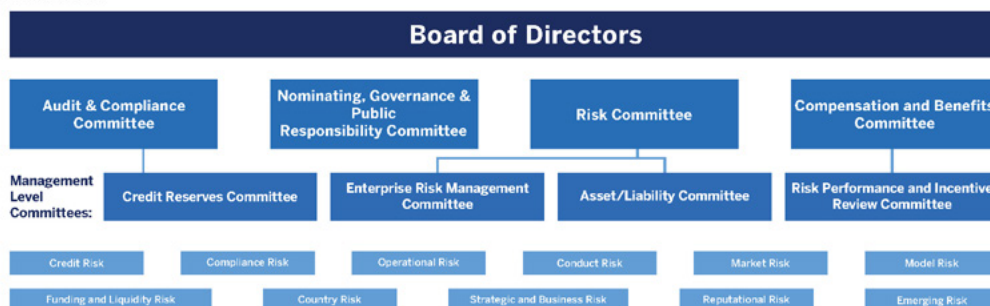 Board of Directors
Audit & Compliance
Committee
Nominating, Governance &
Public
Responsibility Committee
Risk Committee
Compensation and Benefits
Committee
Management
Level
Committees:
Credit Reserves Committee
Enterprise Risk Management
Committee
Asset/Liability Committee
Risk Performance and Incentive
Review Committee
Credit Risk
Compliance Risk
Operational Risk
Conduct Risk
Market Risk
Model Risk
Funding and Liquidity Risk
Country Risk
Strategic and Business Risk
Reputational Risk
Emerging Risk